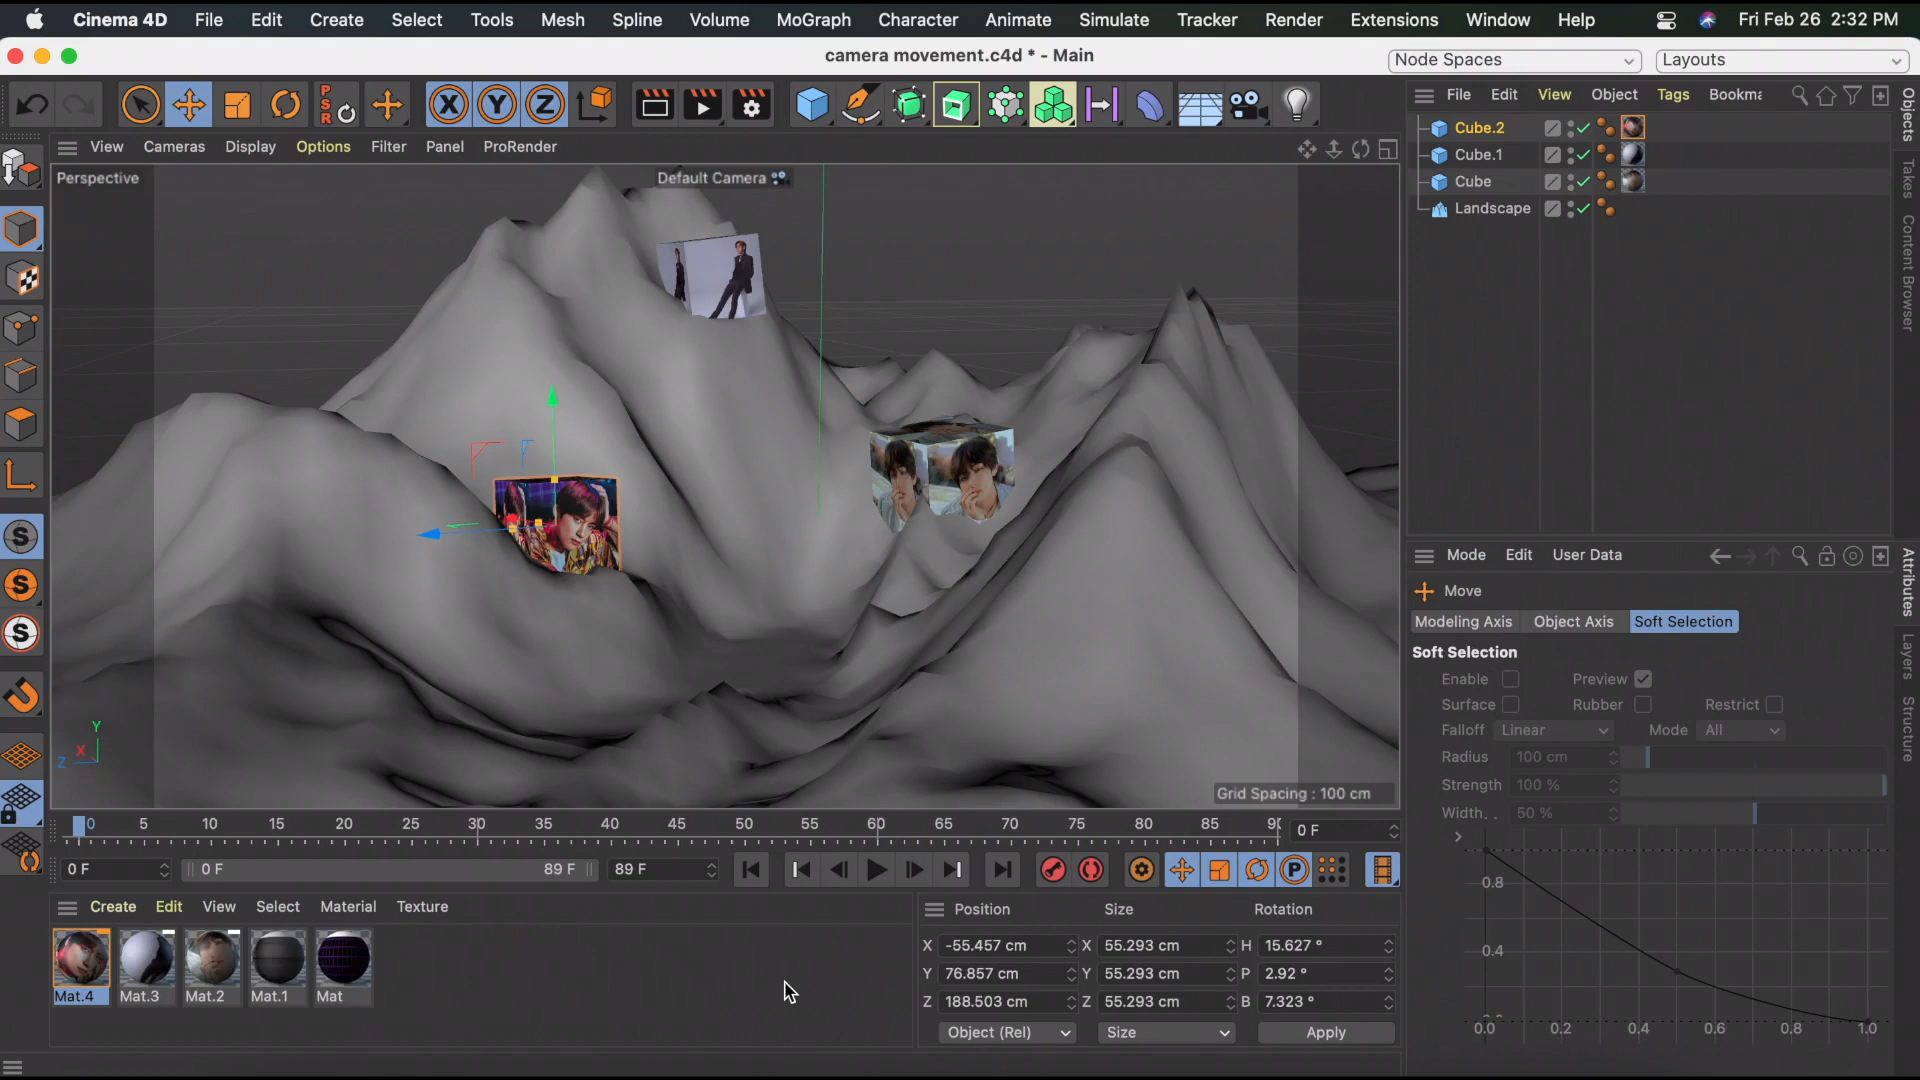 Cinema 4D File Edit Create Select Tools Mesh Spline Volume MoGraph Character Animate Simulate Tracker Render Extensions Window Help Fri Feb 26 2:32 PM
camera movement.c4d * - Main
Node Spaces Layouts
PSR X Y Z
File Edit View Object Tags Bookma
View Cameras Display Options Filter Panel ProRender
Perspective
Default Camera
Cube.2
Cube.1
Cube
Landscape
Objects
Takes
Content Browser
S
S
S
Mode Edit User Data
Move
Modeling Axis Object Axis Soft Selection
Soft Selection
Enable Preview
Surface Rubber Restrict
Falloff Linear Mode All
Radius 100 cm
Strength 100 %
Width. . 50 %
0.8
0.4
0.0 0.2 0.4 0.6 0.8 1.0
Attributes
Layers
Structure
Y
X
Z
Grid Spacing : 100 cm
0 5 10 15 20 25 30 35 40 45 50 55 60 65 70 75 80 85 90 0 F
0 F 0 F 89 F 89 F P
Create Edit View Select Material Texture
Mat.4 Mat.3 Mat.2 Mat.1 Mat
Position Size Rotation
X -55.457 cm X 55.293 cm H 15.627 °
Y 76.857 cm Y 55.293 cm P 2.92 °
Z 188.503 cm Z 55.293 cm B 7.323 °
Object (Rel) Size Apply